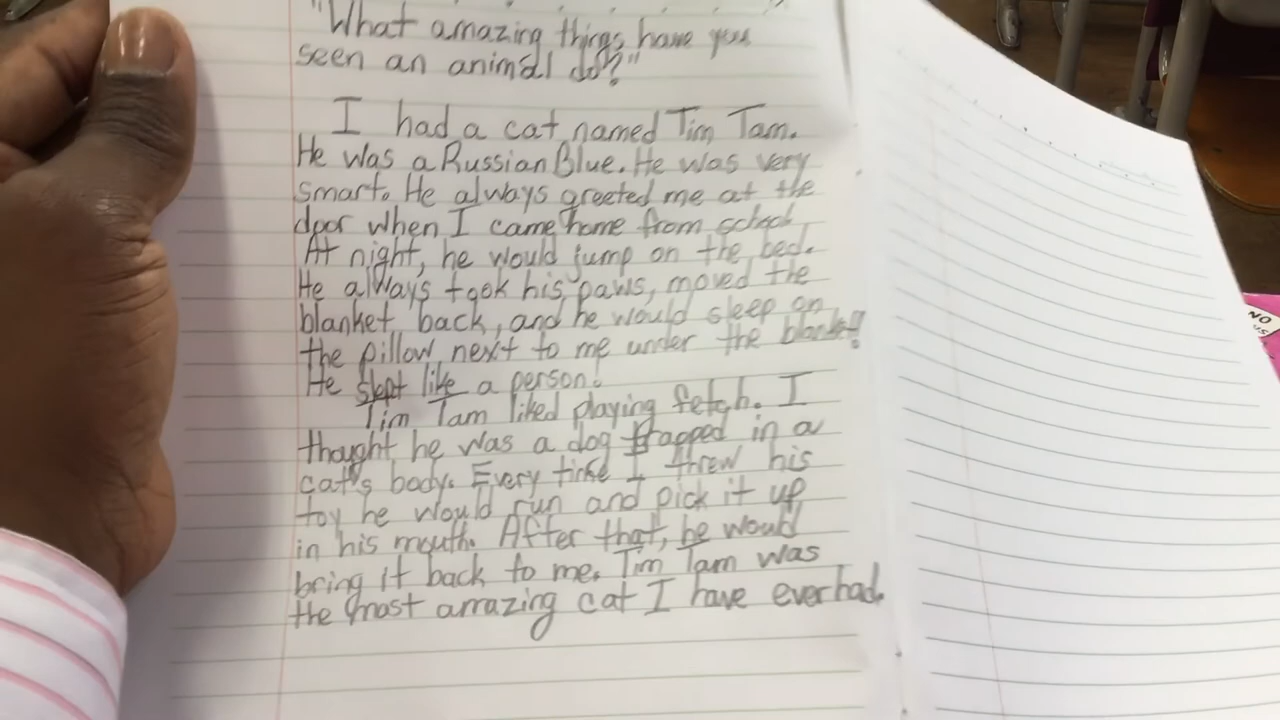 "What amazing things have you
seen an animal do?"
I had a cat named Tim Tam.
He was a Russian Blue. He was very
smart. He always greeted me at the
door when I came home from school
At night, he would jump on the bed.
He always took his paws, moved the
blanket back, and he would sleep on
the pillow next to me under the blanket!
He slept like a person!
Tim Tam liked playing fetch. I
thought he was a dog trapped in a
cat's body. Every time I threw his
toy he would run and pick it up
in his mouth. After that, he would
bring it back to me. Tim Tam was
the most amazing cat I have ever had.
NO
US